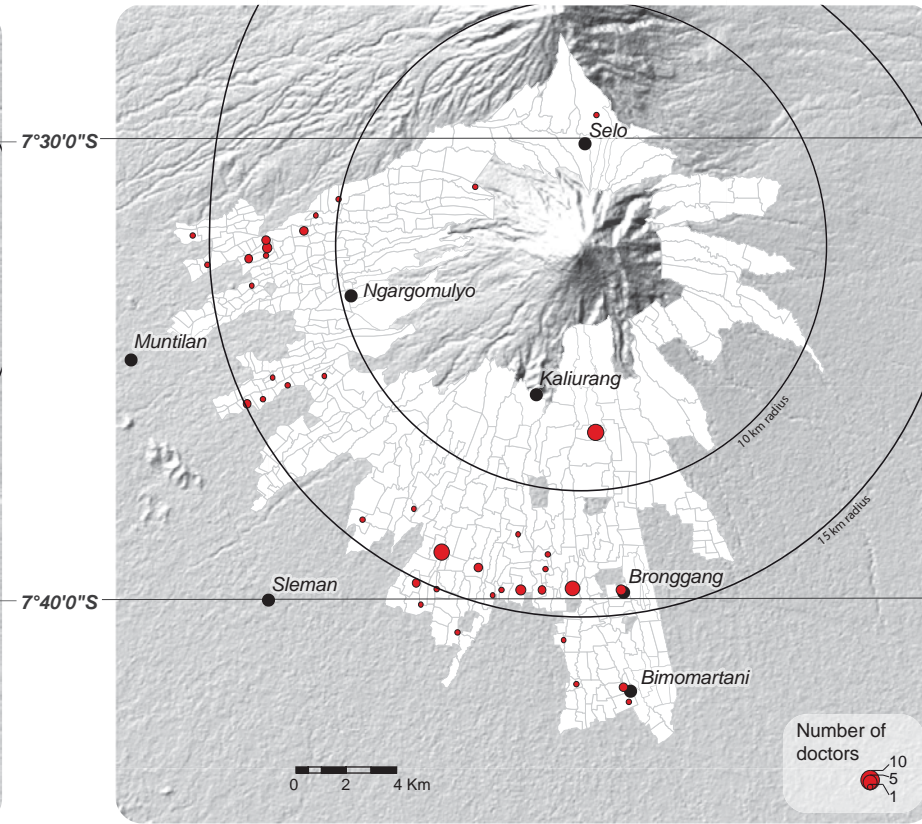 7°30'0"S
Selo
Ngargomulyo
Muntilan
Kaliurang
10 km radius
15 km radius
Bronggang
Sleman
7°40'0"S
Bimomartani
Number of
doctors
10
5
1
0 2 4 Km